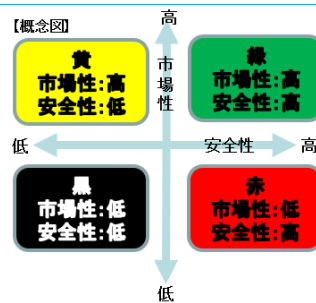 【概念図】
高
黄
市場性:高
安全性:低
市場性
緑
市場性:高
安全性:高
低
安全性
高
黒
市場性:低
安全性:低
赤
市場性:低
安全性:高
低